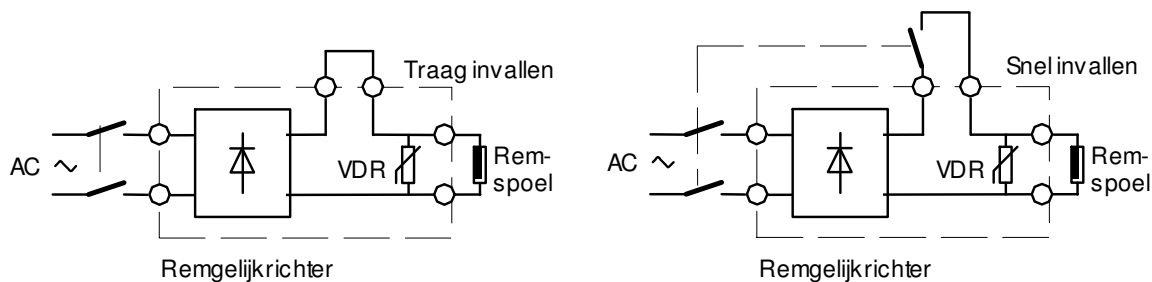 Traag invallen
AC ~
VDR
Rem-
spoel
Remgelijkrichter
Snel invallen
AC ~
VDR
Rem-
spoel
Remgelijkrichter